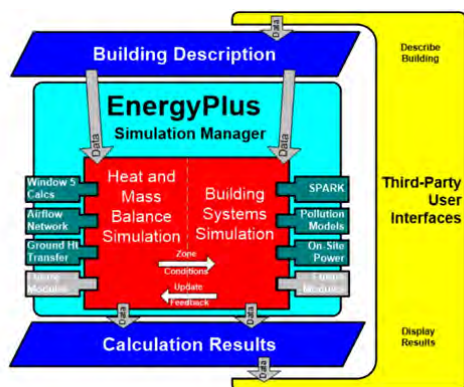 Data
Building Description
Describe
Building
EnergyPlus
Simulation Manager
Data
Data
Window 5
Calcs
Airflow
Network
Ground Ht
Transfer
Modules
Heat and
Mass
Balance
Simulation
Building
Systems
Simulation
Zone
Conditions
Update
Feedback
SPARK
Pollution
Models
On-Site
Power
Modules
Third-Party
User
Interfaces
Data
Data
Calculation Results
Display
Results
Data